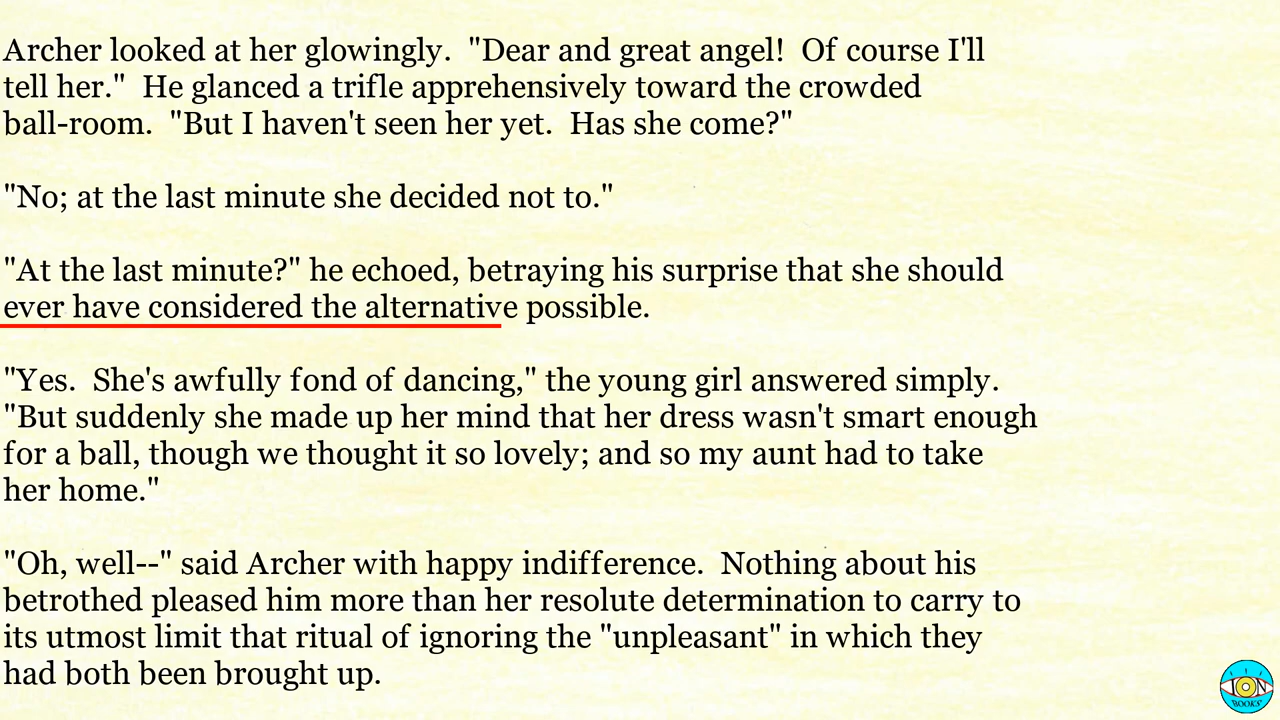 Archer looked at her glowingly.  "Dear and great angel!  Of course I'll
tell her."  He glanced a trifle apprehensively toward the crowded
ball-room.  "But I haven't seen her yet.  Has she come?"
"No; at the last minute she decided not to."
"At the last minute?" he echoed, betraying his surprise that she should
ever have considered the alternative possible.
"Yes.  She's awfully fond of dancing," the young girl answered simply.
"But suddenly she made up her mind that her dress wasn't smart enough
for a ball, though we thought it so lovely; and so my aunt had to take
her home."
"Oh, well--" said Archer with happy indifference.  Nothing about his
betrothed pleased him more than her resolute determination to carry to
its utmost limit that ritual of ignoring the "unpleasant" in which they
had both been brought up.
ION
BOOKS